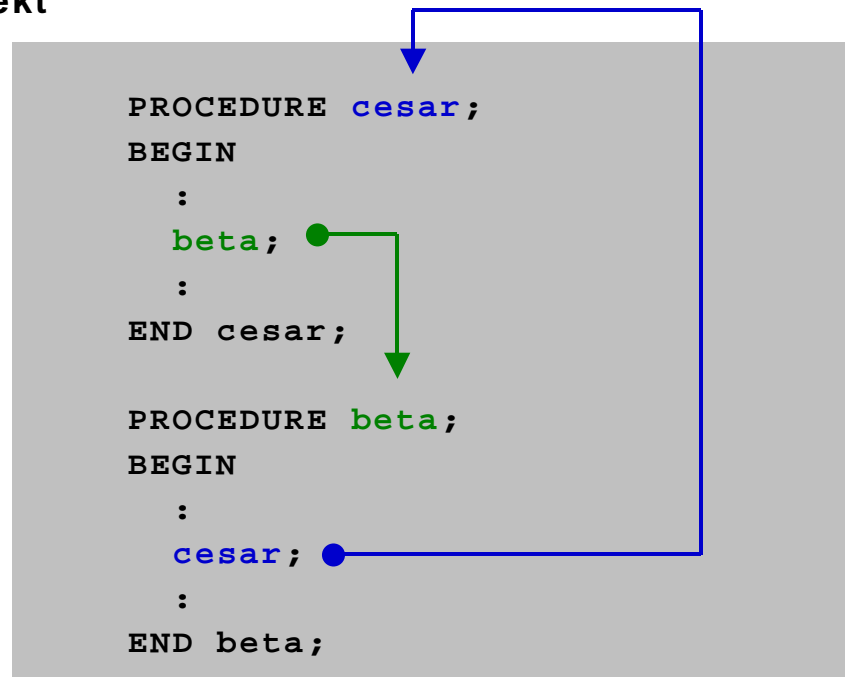 PROCEDURE cesar;
BEGIN
:
beta;
:
END cesar;
PROCEDURE beta;
BEGIN
:
cesar;
:
END beta;